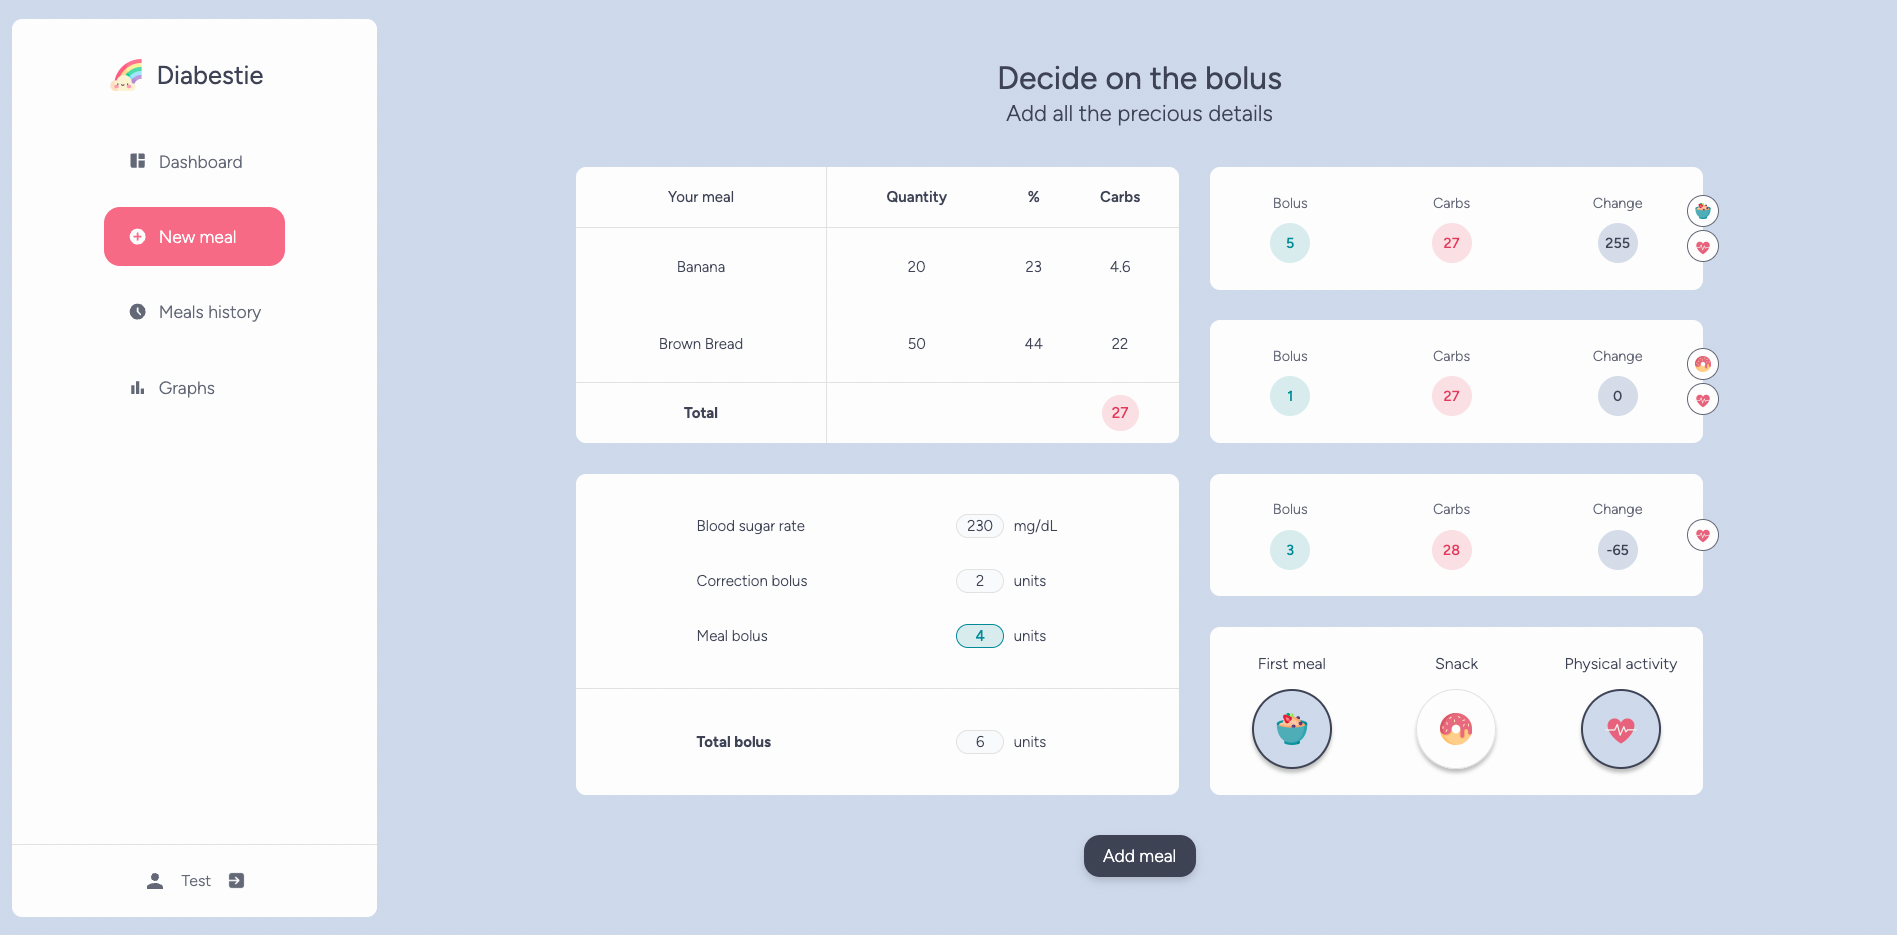 Diabestie
Dashboard
New meal
Meals history
Graphs
Test
Decide on the bolus
Add all the precious details
Your meal Quantity % Carbs
Banana 20 23 4.6
Brown Bread 50 44 22
Total 27
Blood sugar rate 230 mg/dL
Correction bolus 2 units
Meal bolus 4 units
Total bolus 6 units
Bolus Carbs Change
5 27 255
Bolus Carbs Change
1 27 0
Bolus Carbs Change
3 28 -65
First meal Snack Physical activity
Add meal